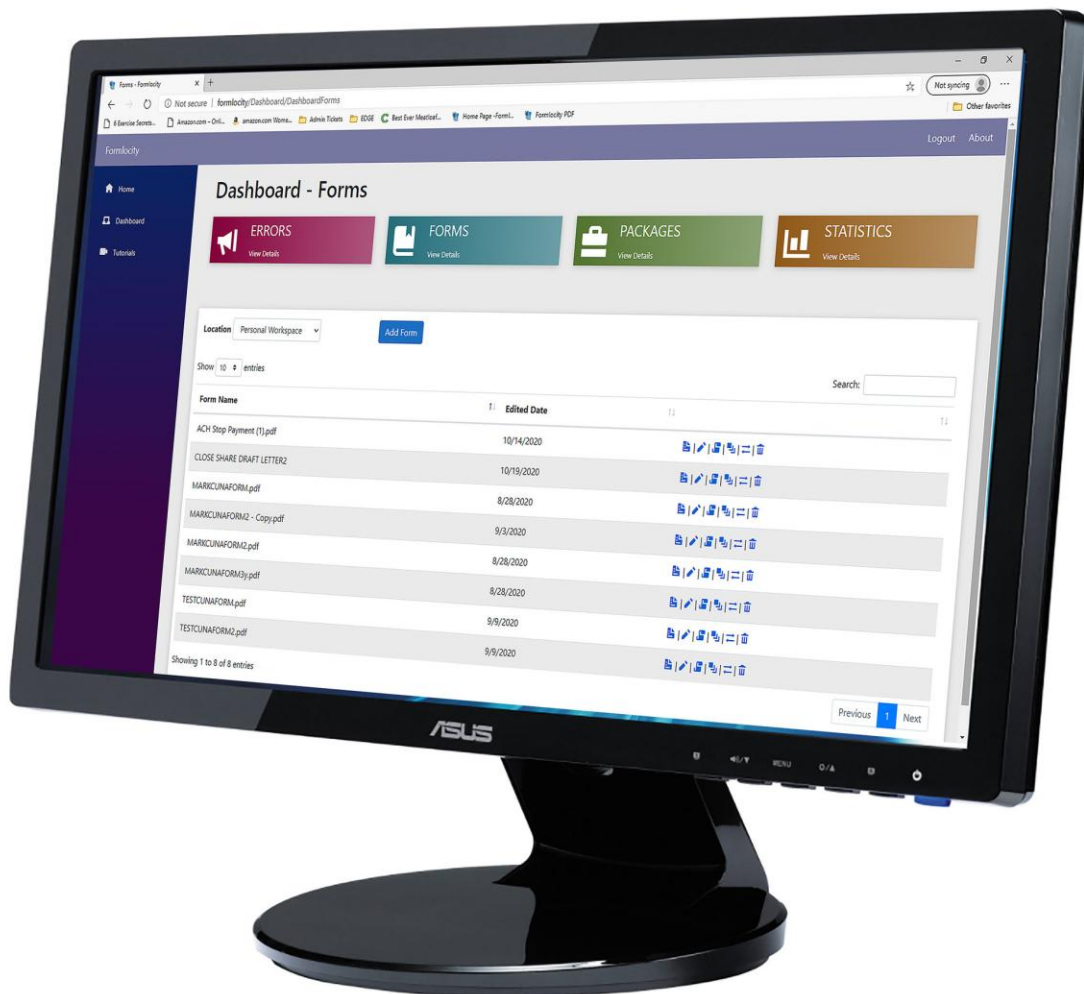 Forms - Formlocity
Not secure | formlocity/Dashboard/DashboardForms
Not syncing
6 Exercise Secrets... Amazon.com – Onli... amazon.com Wome... Admin Tickets EDGE Best Ever Meatloaf... Home Page -Forml... Formlocity PDF Other favorites
Formlocity Logout About
Home
Dashboard
Tutorials
Dashboard - Forms
ERRORS
View Details
FORMS
View Details
PACKAGES
View Details
STATISTICS
View Details
Location Personal Workspace Add Form
Show 10 entries
Search:
Form Name Edited Date
ACH Stop Payment (1).pdf 10/14/2020
CLOSE SHARE DRAFT LETTER2 10/19/2020
MARKCUNAFORM.pdf 8/28/2020
MARKCUNAFORM2 - Copy.pdf 9/3/2020
MARKCUNAFORM2.pdf 8/28/2020
MARKCUNAFORM3y.pdf 8/28/2020
TESTCUNAFORM.pdf 9/9/2020
TESTCUNAFORM2.pdf 9/9/2020
Showing 1 to 8 of 8 entries
Previous 1 Next
ASUS
MENU